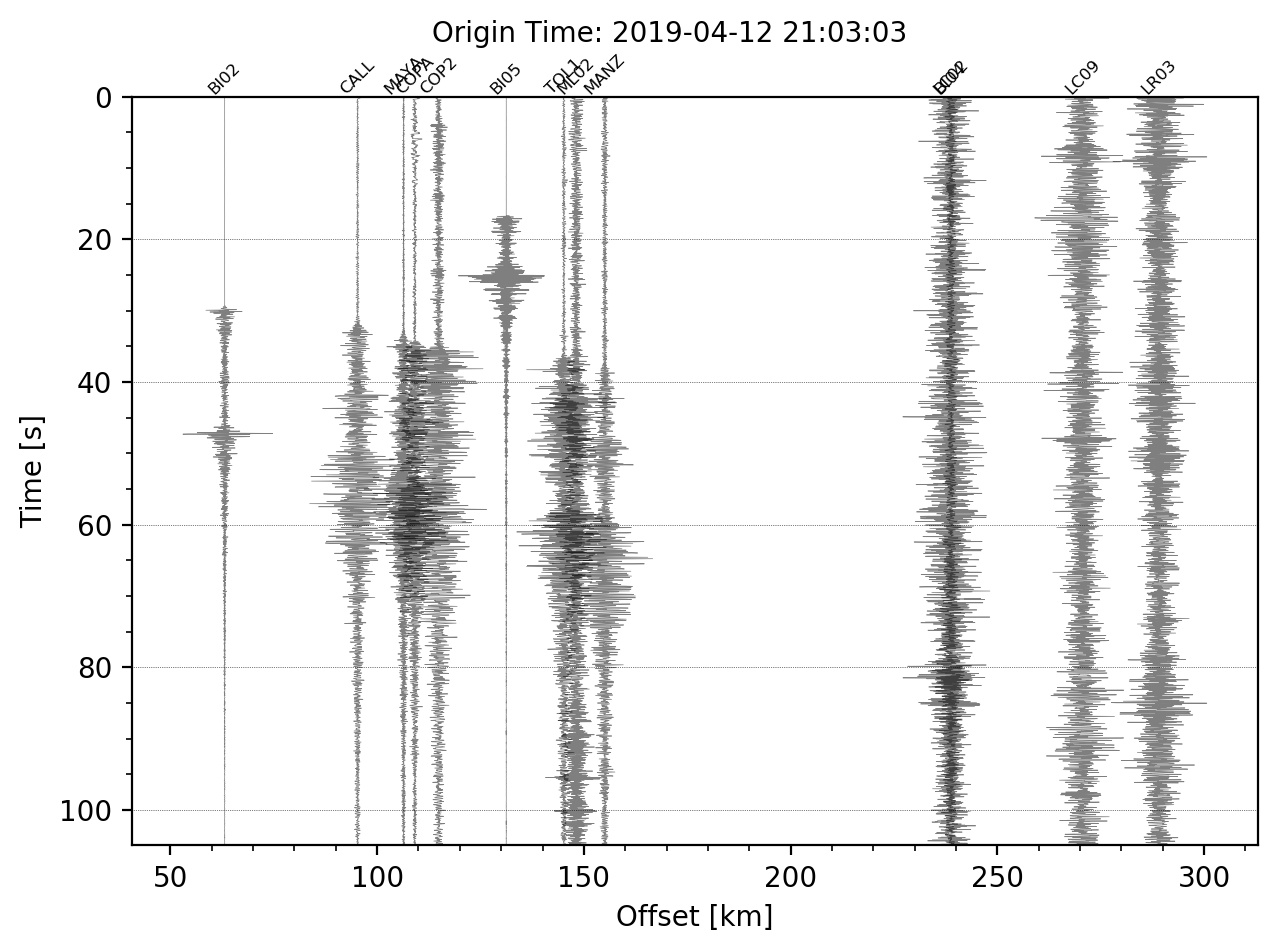 Origin Time: 2019-04-12 21:03:03
BI02 CALL MAYA COPA COP2 BI05 TOL1 ML02 MANZ LC09 LR03
0
20
40
60
80
100
Time [s]
50 100 150 200 250 300
Offset [km]